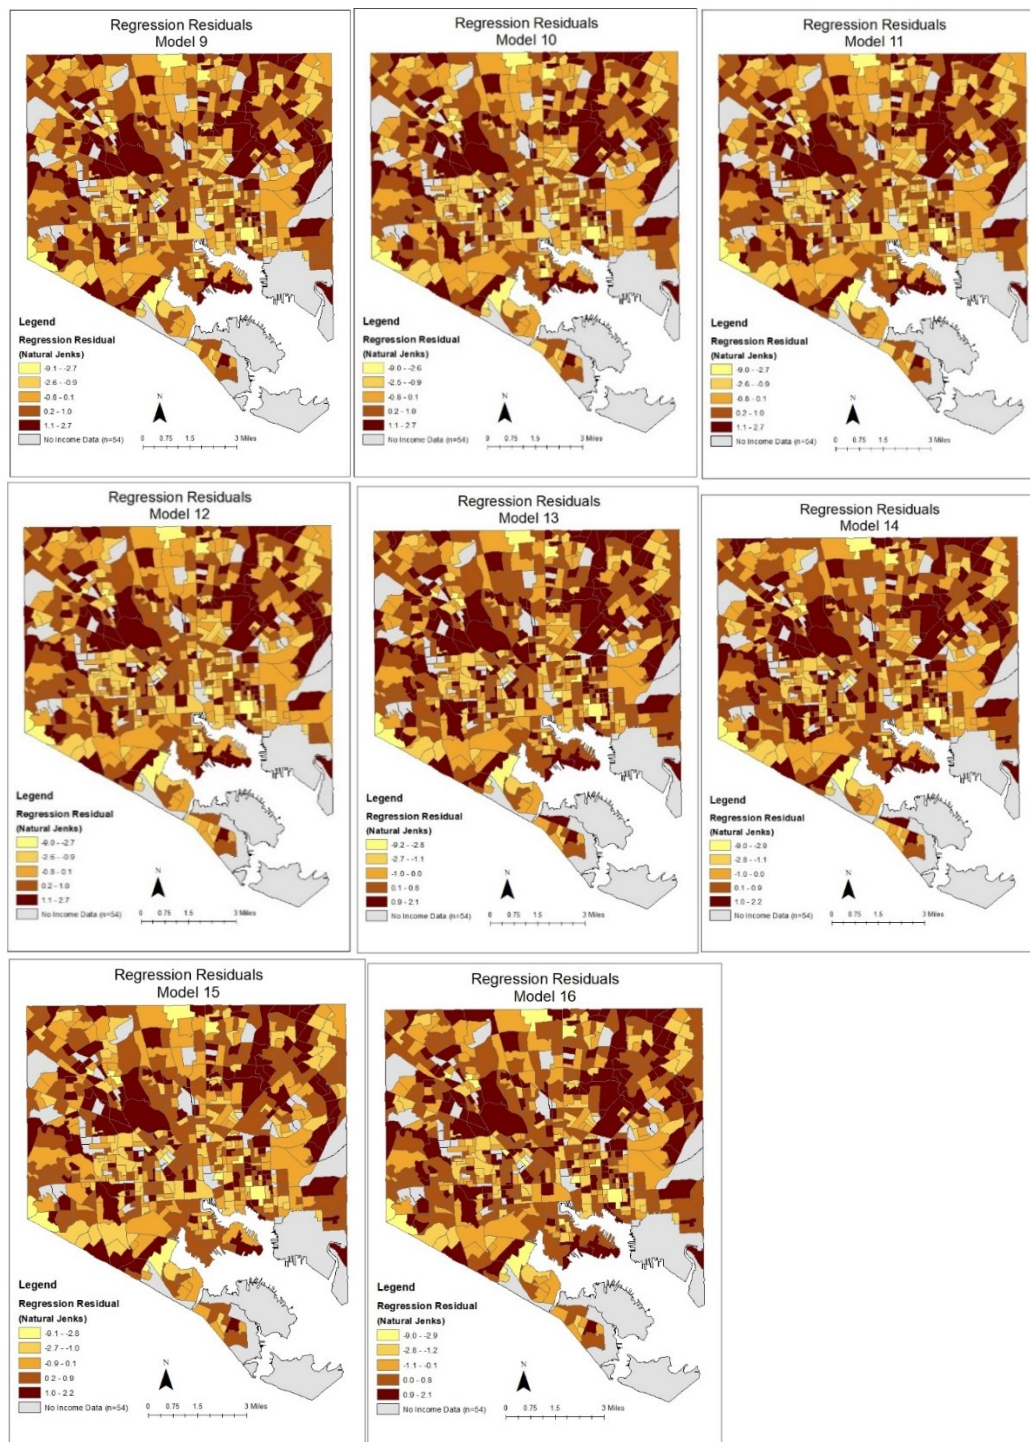 Regression Residuals
Model 9
Legend
Regression Residual
(Natural Jenks)
-9.1 - -2.7
-2.6 - -0.9
-0.8 - 0.1
0.2 - 1.0
1.1 - 2.7
No Income Data (n=54)
N
0 0.75 1.5 3 Miles
Regression Residuals
Model 10
Legend
Regression Residual
(Natural Jenks)
-9.0 - -2.6
-2.5 - -0.9
-0.8 - 0.1
0.2 - 1.0
1.1 - 2.7
No Income Data (n=54)
N
0 0.75 1.5 3 Miles
Regression Residuals
Model 11
Legend
Regression Residual
(Natural Jenks)
-9.0 - -2.7
-2.6 - -0.9
-0.8 - 0.1
0.2 - 1.0
1.1 - 2.7
No Income Data (n=54)
N
0 0.75 1.5 3 Miles
Regression Residuals
Model 12
Legend
Regression Residual
(Natural Jenks)
-9.0 - -2.7
-2.6 - -0.9
-0.8 - 0.1
0.2 - 1.0
1.1 - 2.7
No Income Data (n=54)
N
0 0.75 1.5 3 Miles
Regression Residuals
Model 13
Legend
Regression Residual
(Natural Jenks)
-9.2 - -2.8
-2.7 - -1.1
-1.0 - 0.0
0.1 - 0.8
0.9 - 2.1
No Income Data (n=54)
N
0 0.75 1.5 3 Miles
Regression Residuals
Model 14
Legend
Regression Residual
(Natural Jenks)
-9.0 - -2.9
-2.8 - -1.1
-1.0 - 0.0
0.1 - 0.9
1.0 - 2.2
No Income Data (n=54)
N
0 0.75 1.5 3 Miles
Regression Residuals
Model 15
Legend
Regression Residual
(Natural Jenks)
-9.1 - -2.8
-2.7 - -1.0
-0.9 - 0.1
0.2 - 0.9
1.0 - 2.2
No Income Data (n=54)
N
0 0.75 1.5 3 Miles
Regression Residuals
Model 16
Legend
Regression Residual
(Natural Jenks)
-9.0 - -2.9
-2.8 - -1.2
-1.1 - -0.1
0.0 - 0.8
0.9 - 2.1
No Income Data (n=54)
N
0 0.75 1.5 3 Miles